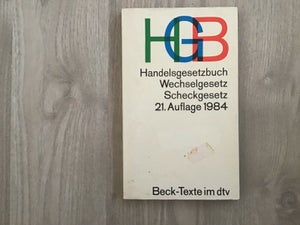 HGB
Handelsgesetzbuch
Wechselgesetz
Scheckgesetz
21. Auflage 1984
Beck-Texte im dtv